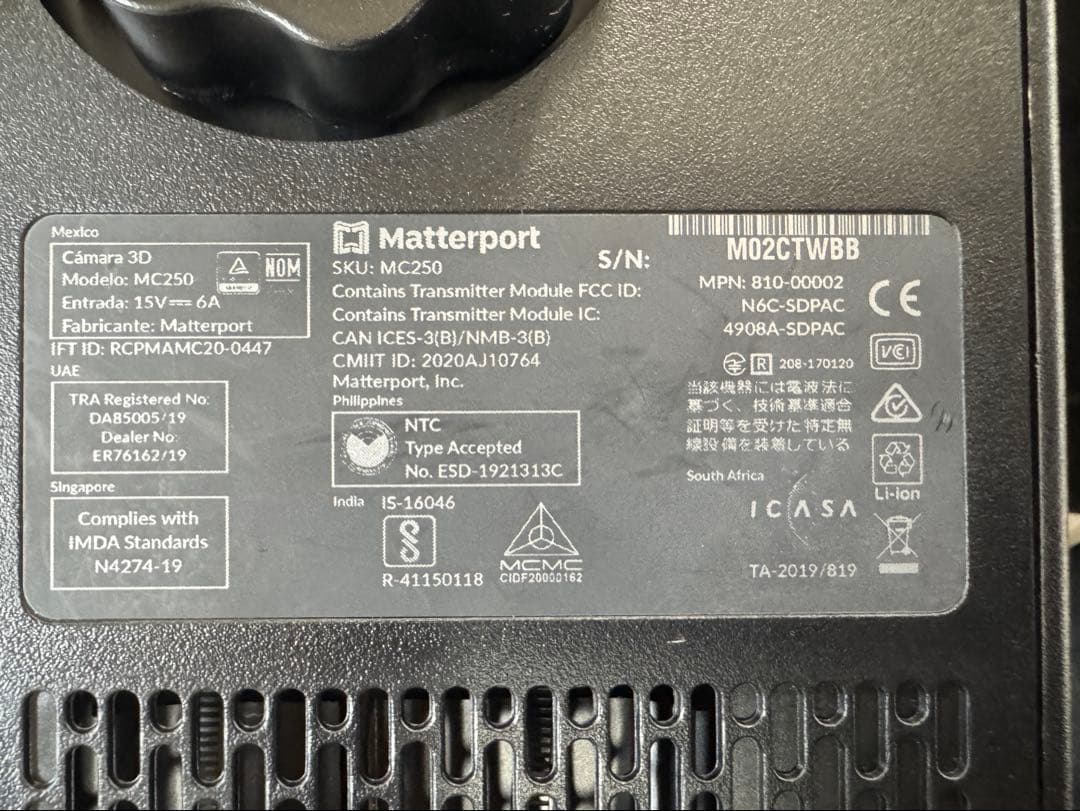 Mexico
Cámara 3D
Modelo: MC250
NOM
Entrada: 15V 6A
Fabricante: Matterport
IFT ID: RCPMAMC20-0447
UAE
TRA Registered No:
DA85005/19
Dealer No:
ER76162/19
Singapore
Complies with
IMDA Standards
N4274-19
Matterport
SKU: MC250
Contains Transmitter Module FCC ID:
Contains Transmitter Module IC:
CAN ICES-3(B)/NMB-3(B)
CMIIT ID: 2020AJ10764
Matterport, Inc.
Philippines
NTC
Type Accepted
No. ESD-1921313C
India
IS-16046
R-41150118
MCMC
CIDF20000162
S/N:
M02CTWBB
MPN: 810-00002
N6C-SDPAC
4908A-SDPAC
R 208-170120
当該機器には電波法に
基づく、技術基準適合
証明等を受けた特定無
線設備を装着している
South Africa
ICASA
TA-2019/819
CE
VCI
Li-ion